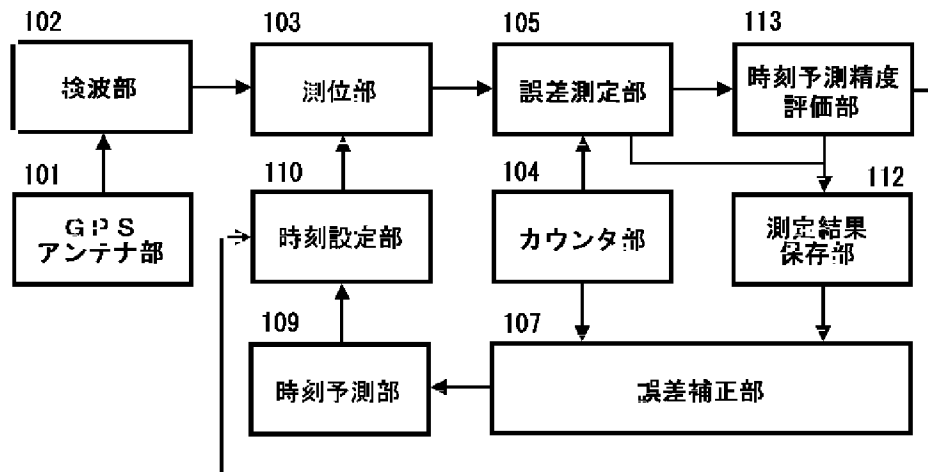 102
検波部
103
測位部
105
誤差測定部
113
時刻予測精度
評価部
101
GPS
アンテナ部
110
時刻設定部
104
カウンタ部
112
測定結果
保存部
109
時刻予測部
107
誤差補正部